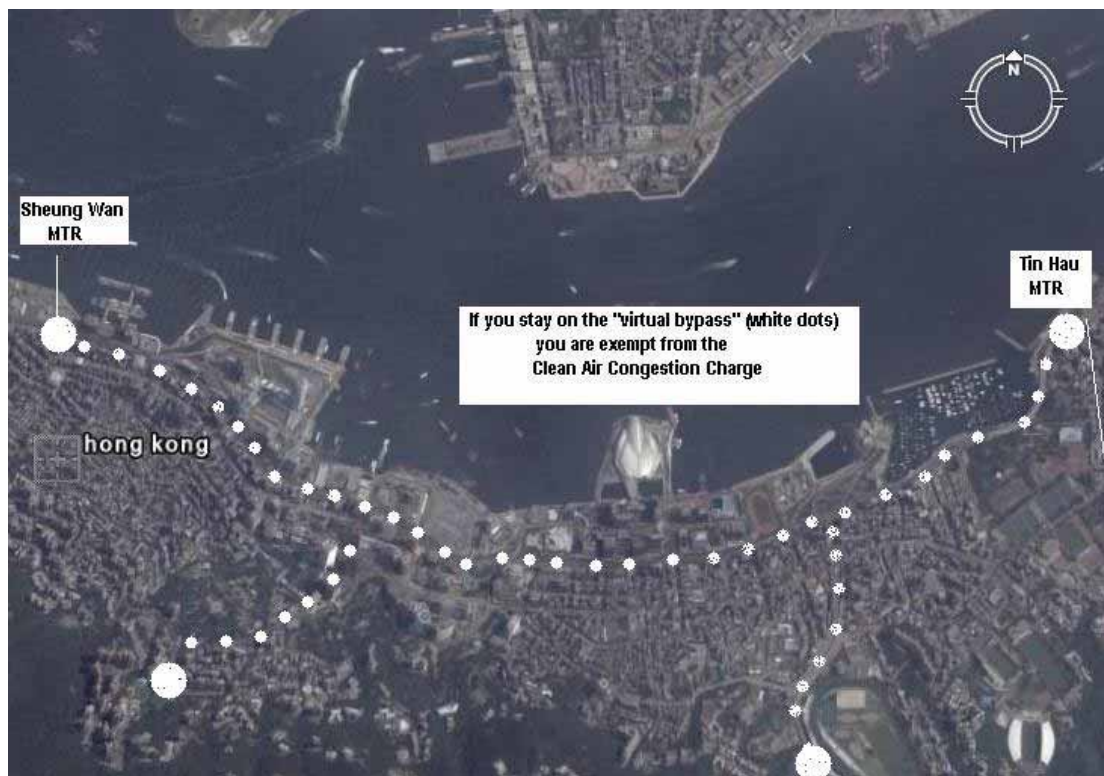 N
Sheung Wan
MTR
Tin Hau
MTR
If you stay on the "virtual bypass" (white dots)
you are exempt from the
Clean Air Congestion Charge
hong kong